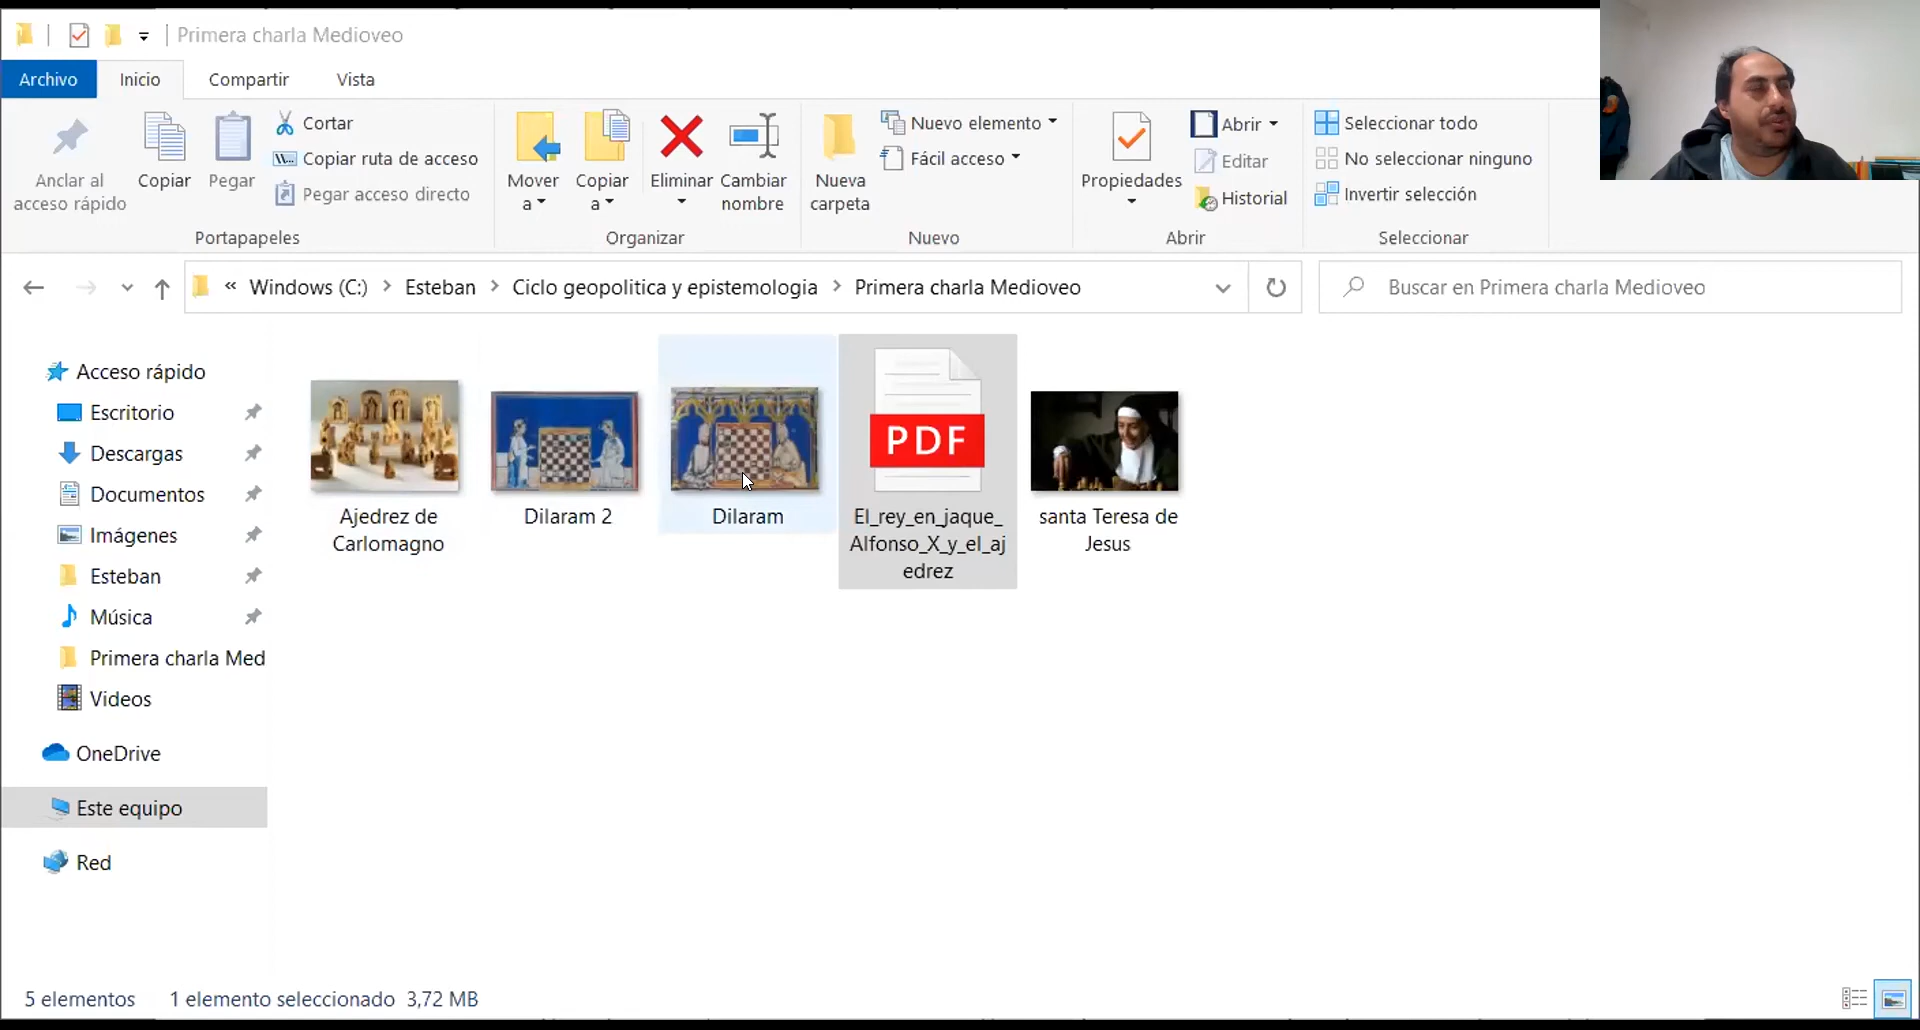 Primera charla Medioveo
Archivo
Inicio
Compartir
Vista
Anclar al
acceso rápido
Copiar
Pegar
Cortar
Copiar ruta de acceso
Pegar acceso directo
Portapapeles
Mover
a
Copiar
a
Eliminar
Cambiar
nombre
Organizar
Nueva
carpeta
Nuevo elemento
Fácil acceso
Nuevo
Propiedades
Abrir
Editar
Historial
Abrir
Seleccionar todo
No seleccionar ninguno
Invertir selección
Seleccionar
« Windows (C:) > Esteban > Ciclo geopolitica y epistemologia > Primera charla Medioveo
Buscar en Primera charla Medioveo
Acceso rápido
Escritorio
Descargas
Documentos
Imágenes
Esteban
Música
Primera charla Med
Videos
OneDrive
Este equipo
Red
Ajedrez de
Carlomagno
Dilaram 2
Dilaram
PDF
El_rey_en_jaque_
Alfonso_X_y_el_aj
edrez
santa Teresa de
Jesus
5 elementos
1 elemento seleccionado 3,72 MB